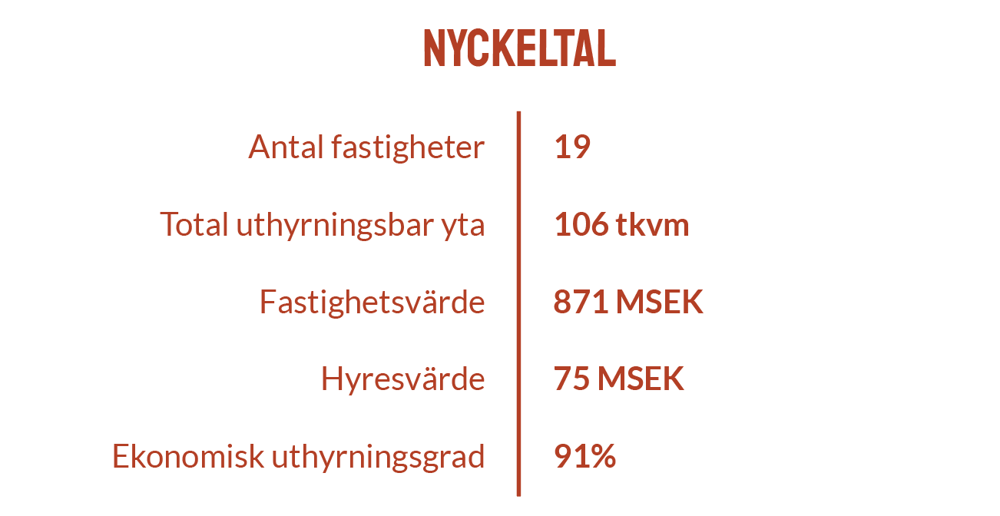 NYCKELTAL
Antal fastigheter 19
Total uthyrningsbar yta 106 tkvm
Fastighetsvärde 871 MSEK
Hyresvärde 75 MSEK
Ekonomisk uthyrningsgrad 91%